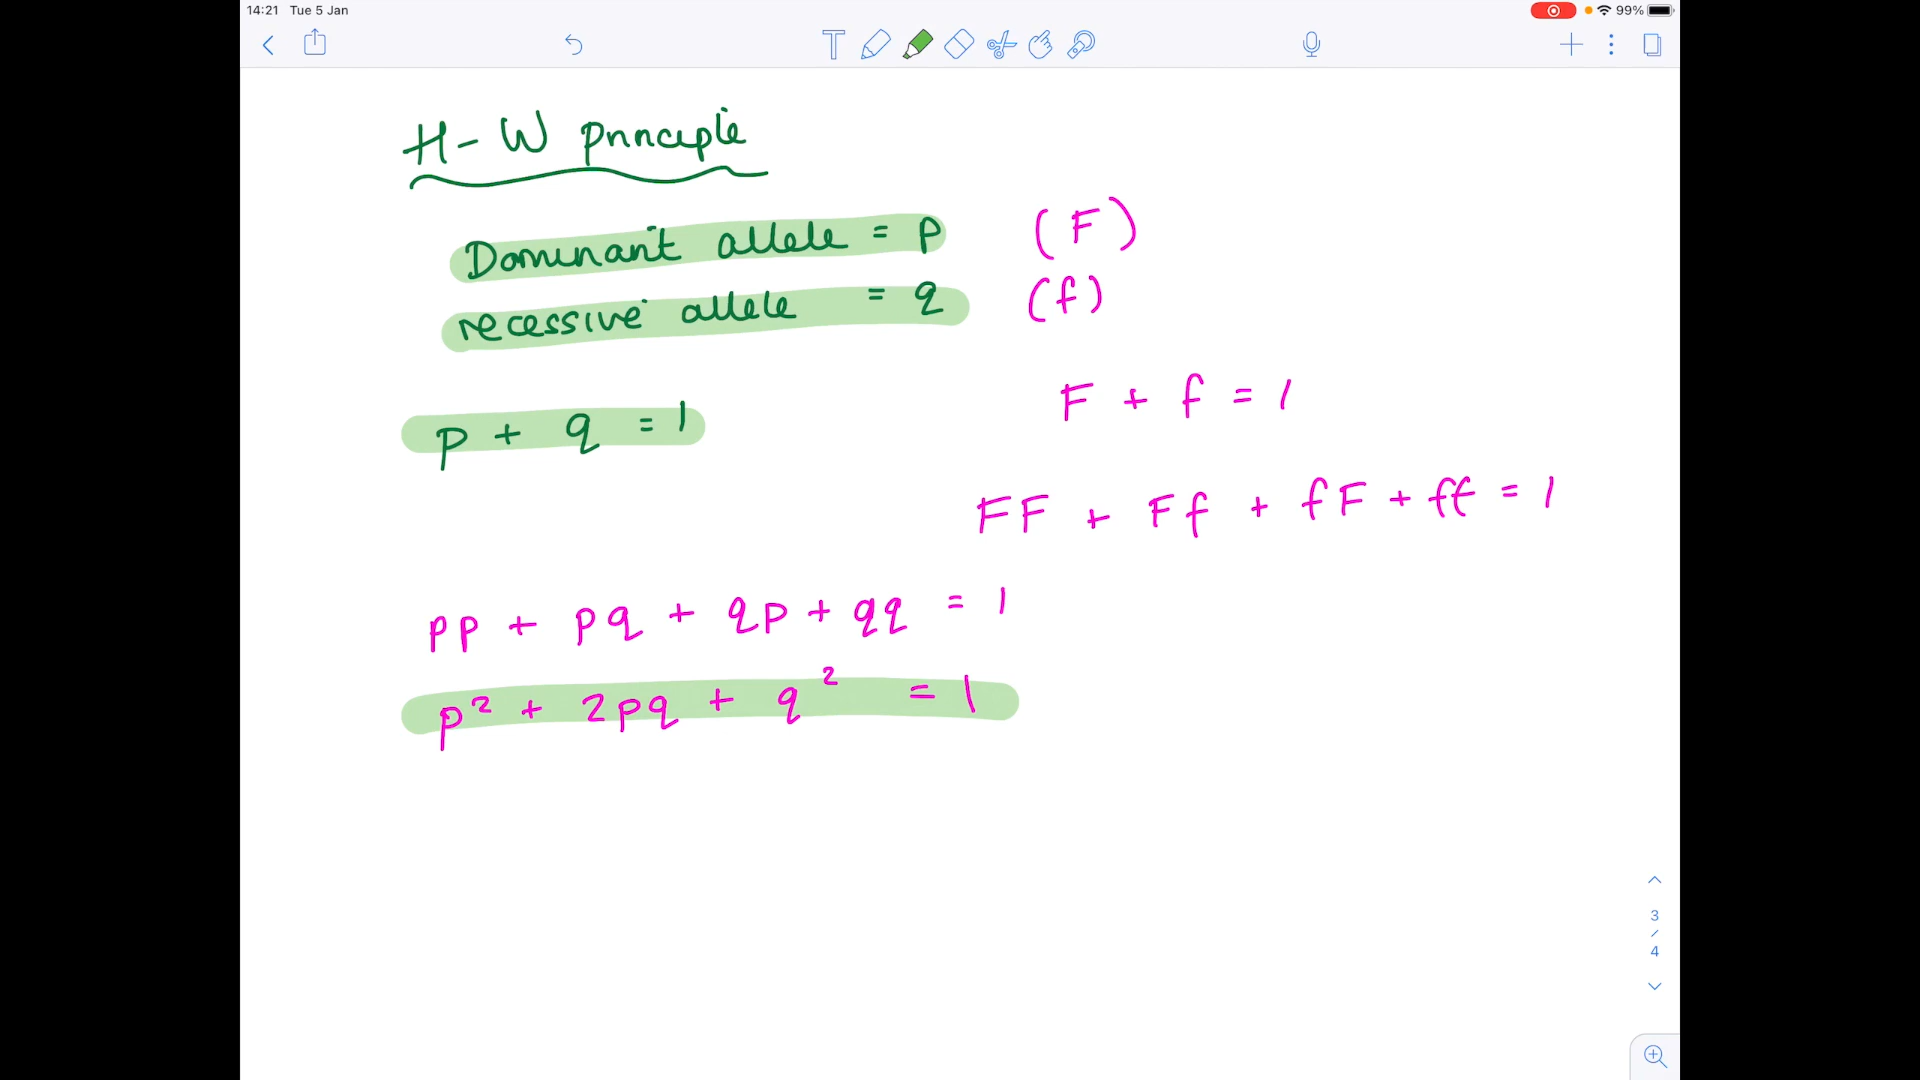 14:21 Tue 5 Jan 99%
H-W principle
Dominant allele = p (F)
recessive allele = q (f)
F + f = 1
p + q = 1
FF + Ff + fF + ff = 1
pp + pq + qp + qq = 1
p² + 2pq + q² = 1
3
/
4